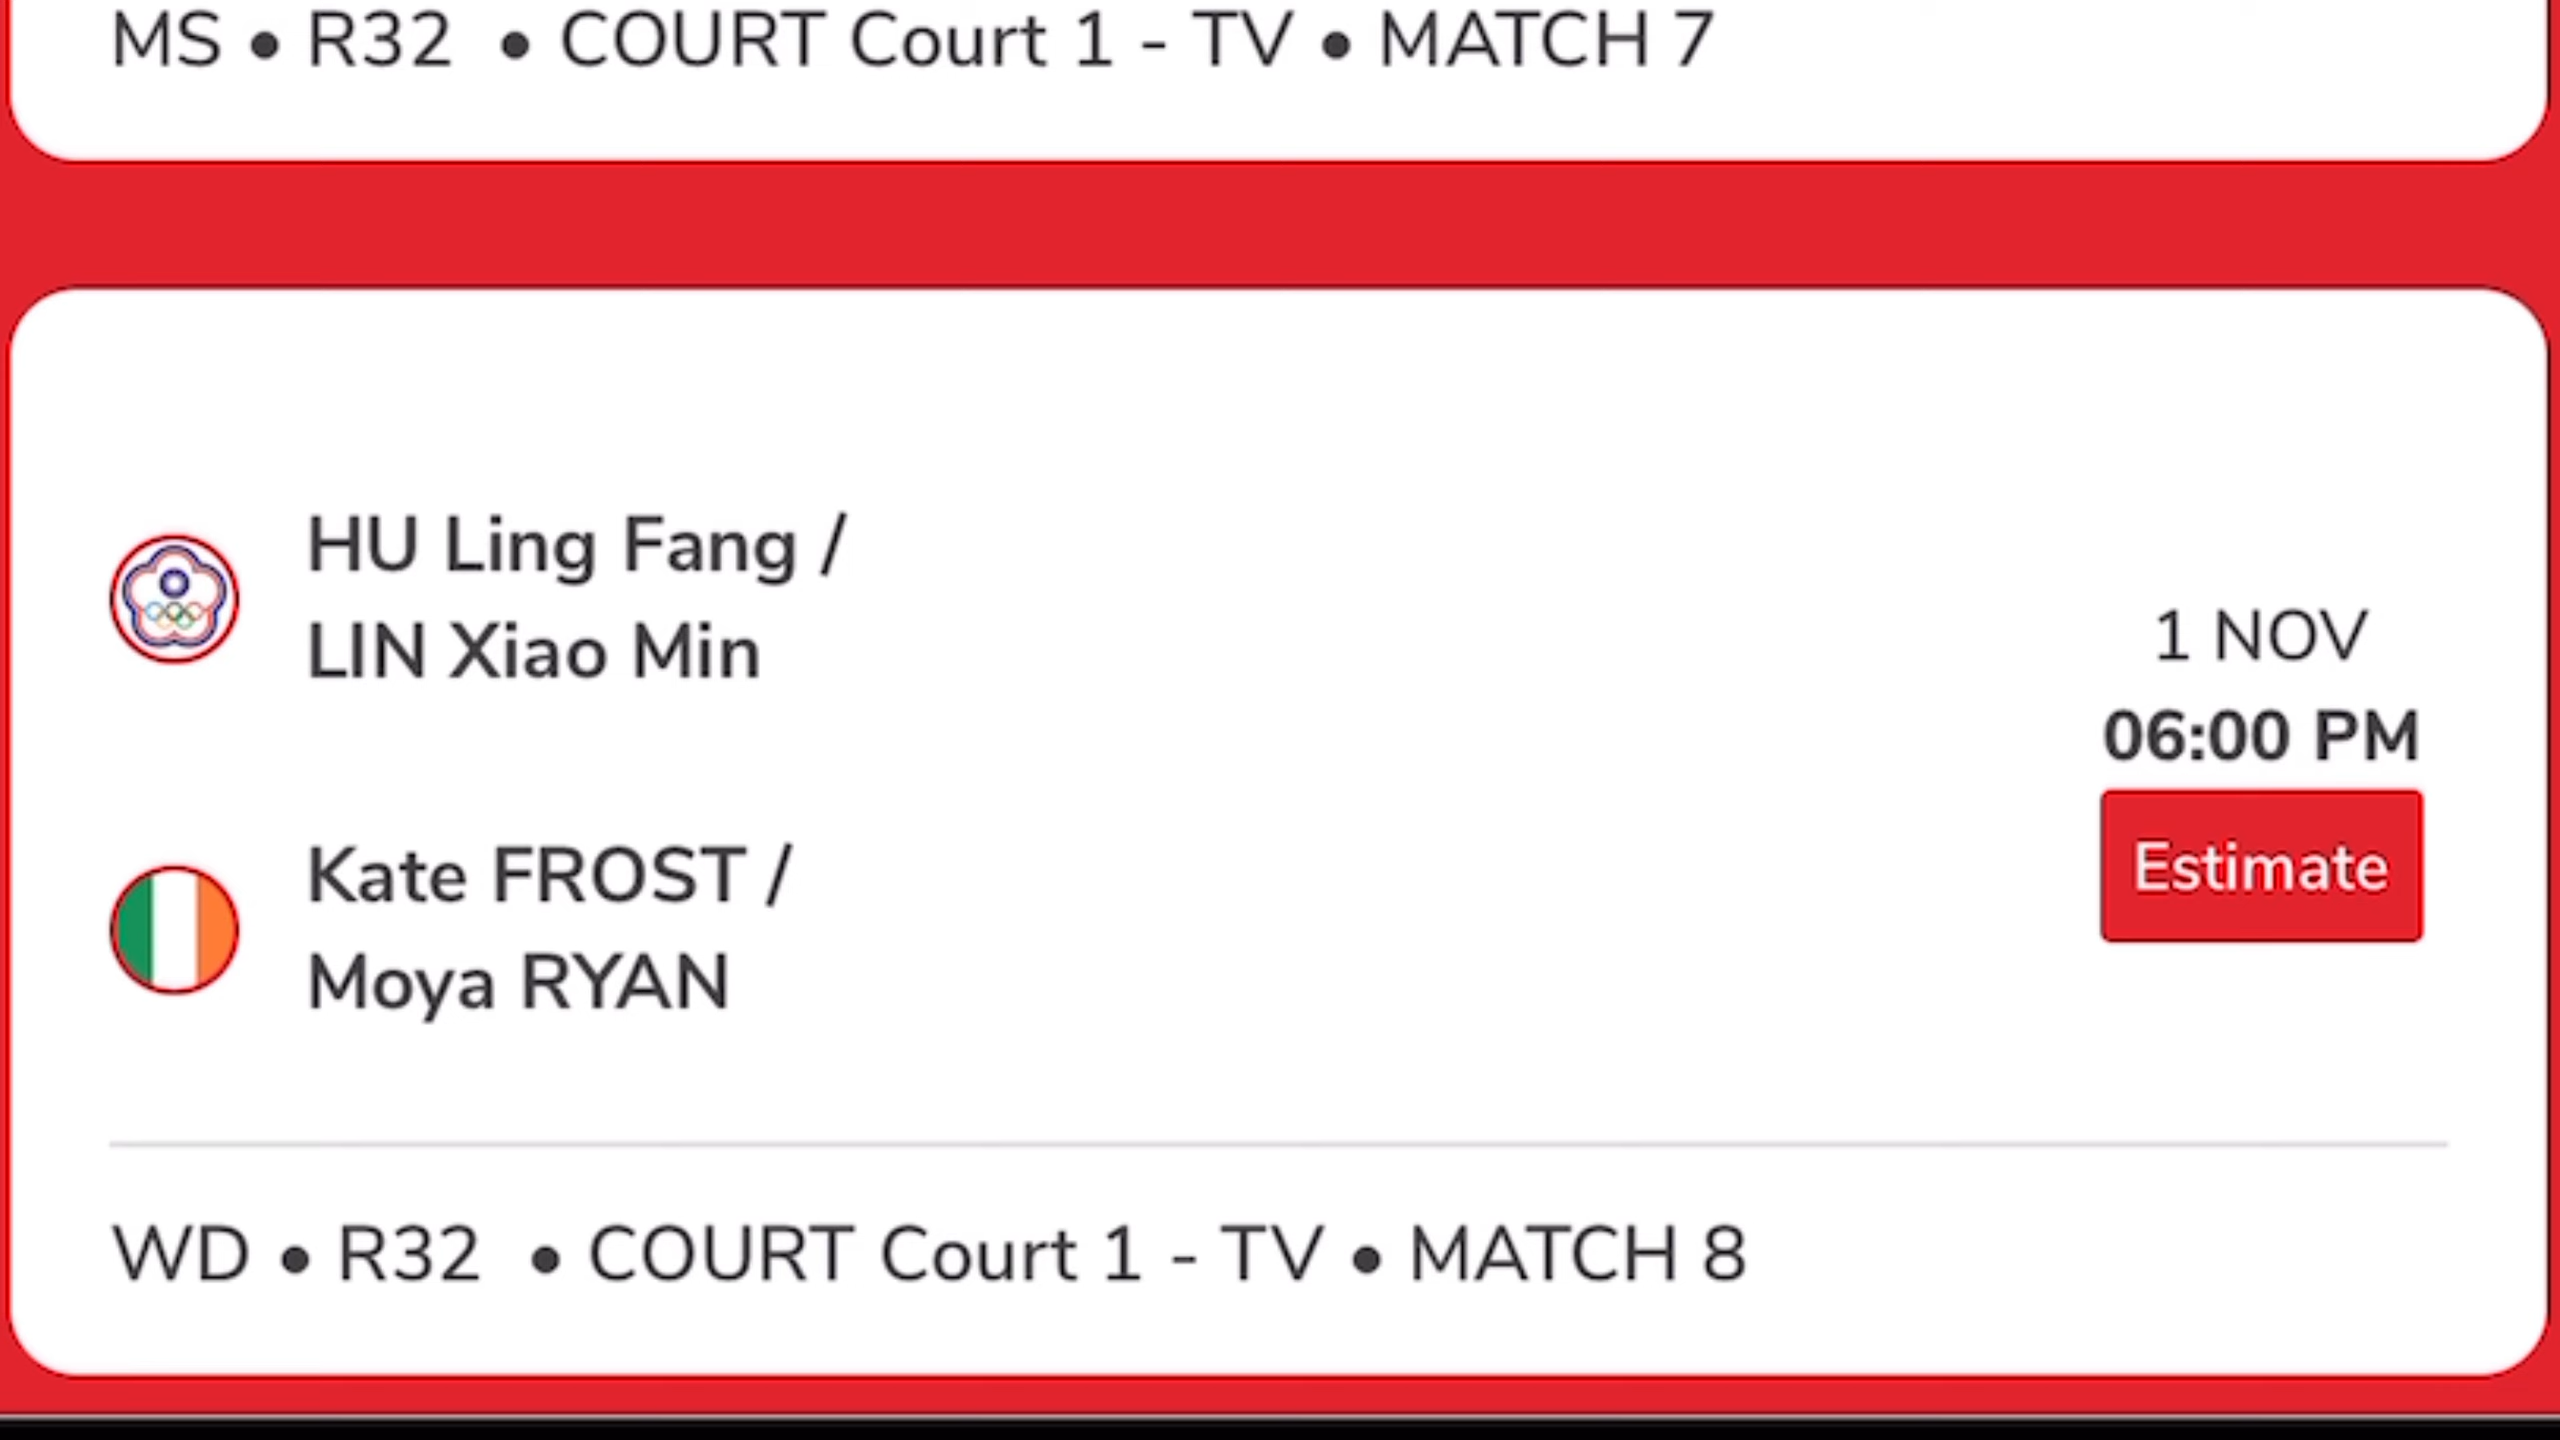 MS • R32 • COURT Court 1 - TV • MATCH 7
HU Ling Fang /
LIN Xiao Min
1 NOV
06:00 PM
Estimate
Kate FROST /
Moya RYAN
WD • R32 • COURT Court 1 - TV • MATCH 8